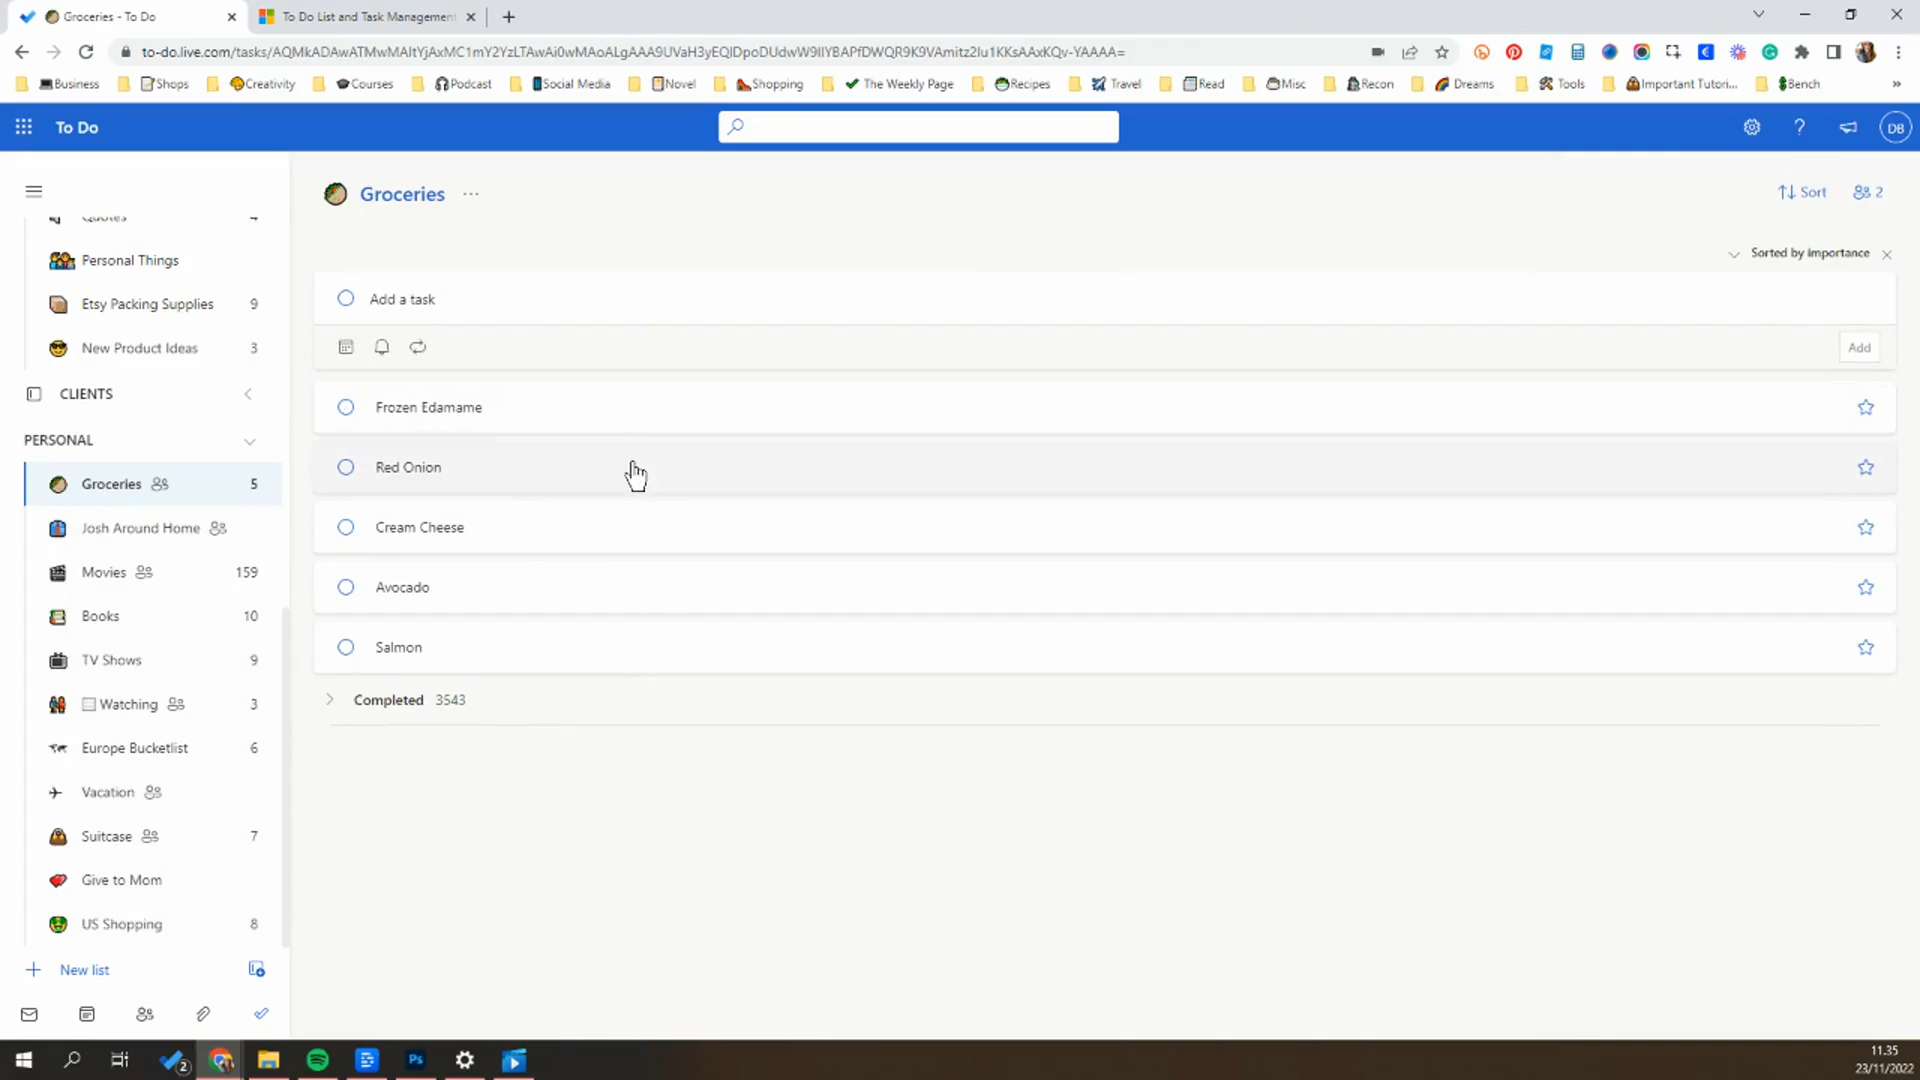 Groceries - To Do
To Do List and Task Management
to-do.live.com/tasks/AQMkADAwATMwMAItYjAxMC1mY2YzLTAwAi0wMAoALgAAA9UVaH3yEQlDpoDUdwW9IIYBAPfDWQR9K9VAmitz2Iu1KKsAAxKQv-YAAAA=
Business Shops Creativity Courses Podcast Social Media Novel Shopping The Weekly Page Recipes Travel Read Misc Recon Dreams Tools Important Tutori... Bench »
To Do
? DB
Groceries ...
Sort 2
Sorted by importance
Quotes 4
Personal Things
Etsy Packing Supplies 9
New Product Ideas 3
CLIENTS
PERSONAL
Groceries 5
Josh Around Home
Movies 159
Books 10
TV Shows 9
Watching 3
Europe Bucketlist 6
Vacation
Suitcase 7
Give to Mom
US Shopping 8
New list
Add a task
Add
Frozen Edamame
Red Onion
Cream Cheese
Avocado
Salmon
Completed 3543
2
Ps
11.35
23/11/2022